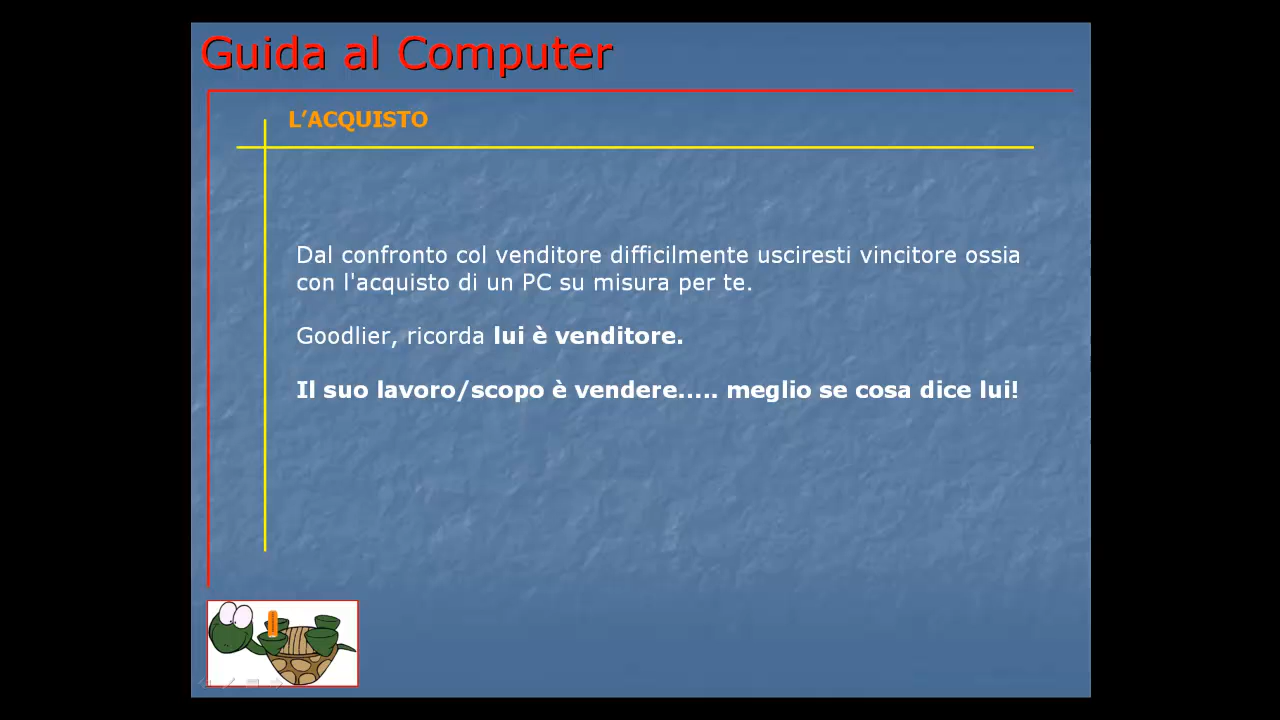 Guida al Computer
L’ACQUISTO
Dal confronto col venditore difficilmente usciresti vincitore ossia
con l'acquisto di un PC su misura per te.
Goodlier, ricorda lui è venditore.
Il suo lavoro/scopo è vendere..... meglio se cosa dice lui!